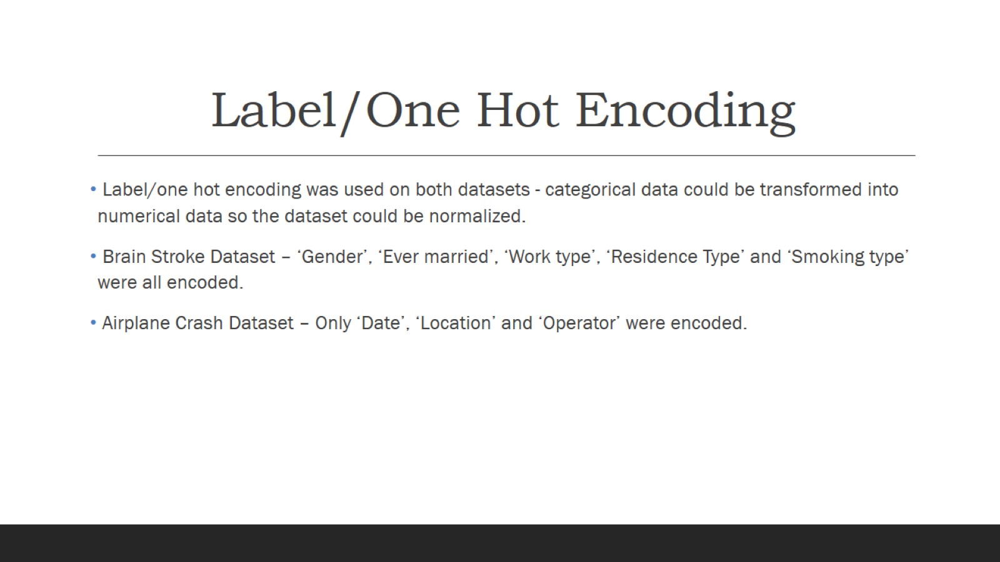 Label/One Hot Encoding
• Label/one hot encoding was used on both datasets - categorical data could be transformed into
numerical data so the dataset could be normalized.
• Brain Stroke Dataset – ‘Gender’, ‘Ever married’, ‘Work type’, ‘Residence Type’ and ‘Smoking type’
were all encoded.
• Airplane Crash Dataset – Only ‘Date’, ‘Location’ and ‘Operator’ were encoded.